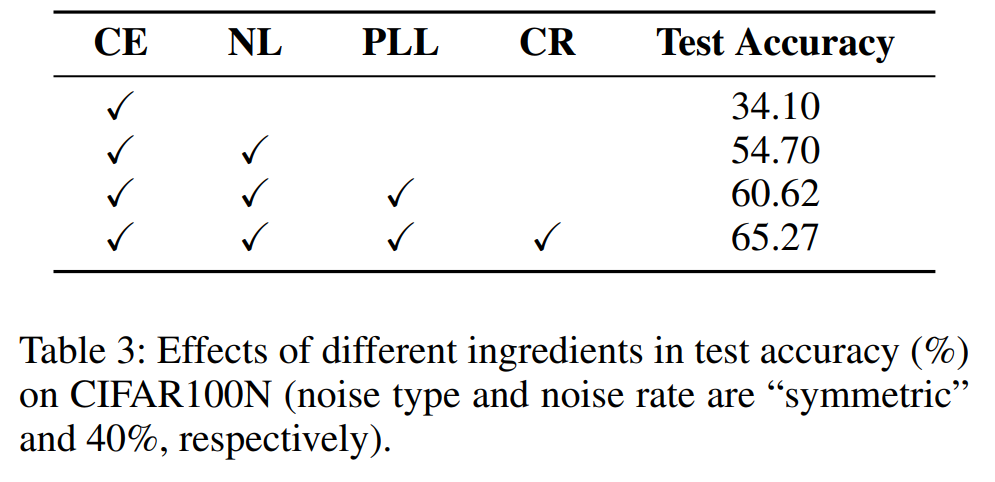 CE NL PLL CR Test Accuracy
✓ 34.10
✓ ✓ 54.70
✓ ✓ ✓ 60.62
✓ ✓ ✓ ✓ 65.27
Table 3: Effects of different ingredients in test accuracy (%)
on CIFAR100N (noise type and noise rate are “symmetric”
and 40%, respectively).